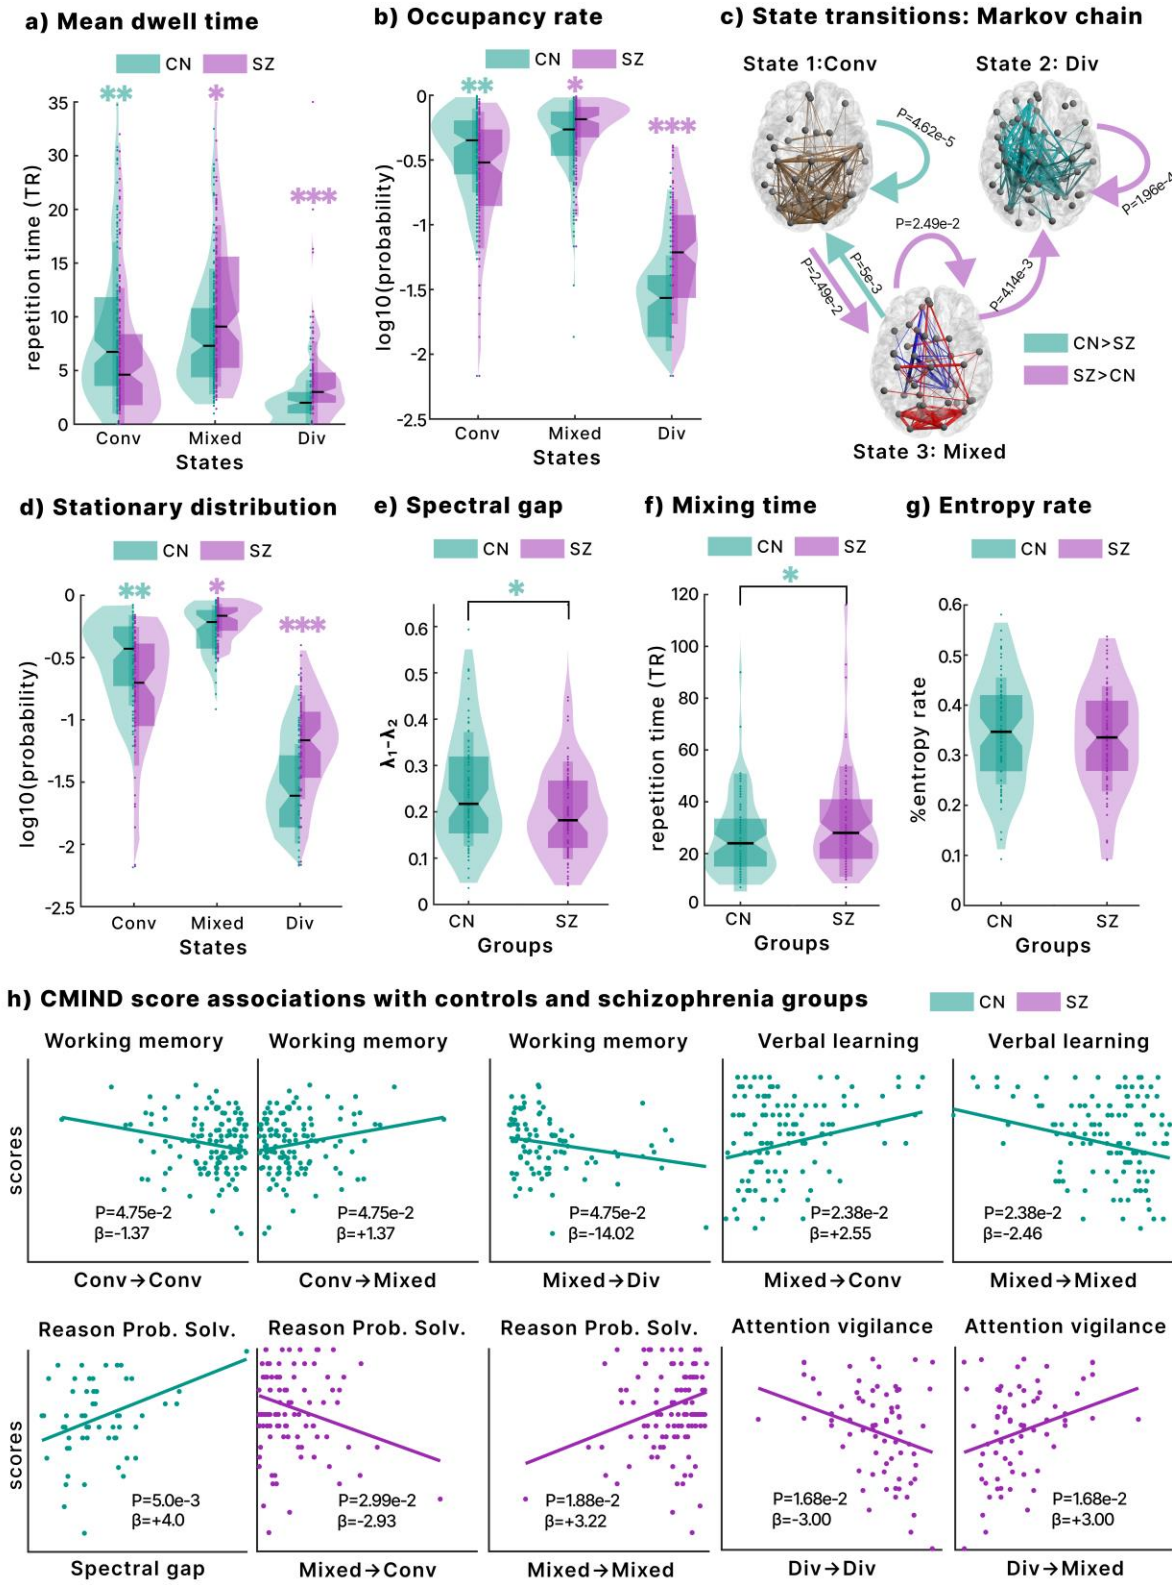 a) Mean dwell time
CN SZ
** * ***
repetition time (TR)
35
30
25
20
15
10
5
0
Conv Mixed Div
States
b) Occupancy rate
CN SZ
** * ***
log10(probability)
0
-0.5
-1
-1.5
-2
-2.5
Conv Mixed Div
States
c) State transitions: Markov chain
State 1:Conv State 2: Div
P=4.62e-5
P=1.96e-4
P=2.49e-2
P=5e-3
P=2.49e-2
P=4.14e-3
CN>SZ
SZ>CN
State 3: Mixed
d) Stationary distribution
CN SZ
** * ***
log10(probability)
0
-0.5
-1
-1.5
-2
-2.5
Conv Mixed Div
States
e) Spectral gap
CN SZ
*
λ1-λ2
0.6
0.5
0.4
0.3
0.2
0.1
0
CN SZ
Groups
f) Mixing time
CN SZ
*
repetition time (TR)
120
100
80
60
40
20
0
CN SZ
Groups
g) Entropy rate
CN SZ
%entropy rate
0.6
0.5
0.4
0.3
0.2
0.1
0
CN SZ
Groups
h) CMIND score associations with controls and schizophrenia groups
CN SZ
scores
Working memory
P=4.75e-2
β=-1.37
Conv→Conv
Working memory
P=4.75e-2
β=+1.37
Conv→Mixed
Working memory
P=4.75e-2
β=-14.02
Mixed→Div
Verbal learning
P=2.38e-2
β=+2.55
Mixed→Conv
Verbal learning
P=2.38e-2
β=-2.46
Mixed→Mixed
scores
Reason Prob. Solv.
P=5.0e-3
β=+4.0
Spectral gap
Reason Prob. Solv.
P=2.99e-2
β=-2.93
Mixed→Conv
Reason Prob. Solv.
P=1.88e-2
β=+3.22
Mixed→Mixed
Attention vigilance
P=1.68e-2
β=-3.00
Div→Div
Attention vigilance
P=1.68e-2
β=+3.00
Div→Mixed